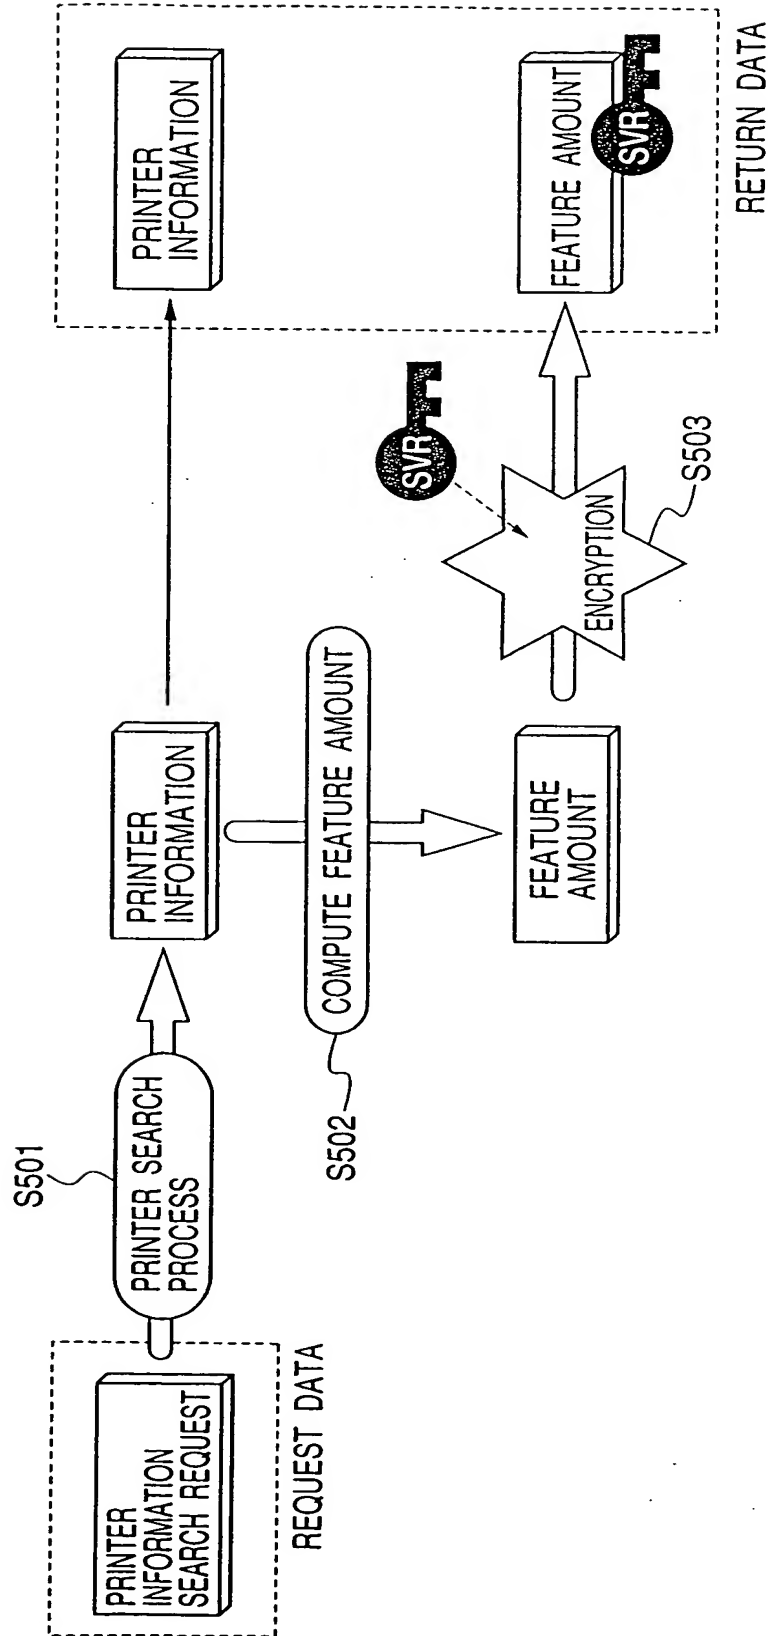 PRINTER
INFORMATION
SEARCH REQUEST
REQUEST DATA
S501
PRINTER SEARCH
PROCESS
PRINTER
INFORMATION
PRINTER
INFORMATION
S502
COMPUTE FEATURE AMOUNT
FEATURE
AMOUNT
SVR
ENCRYPTION
S503
FEATURE AMOUNT
SVR
RETURN DATA